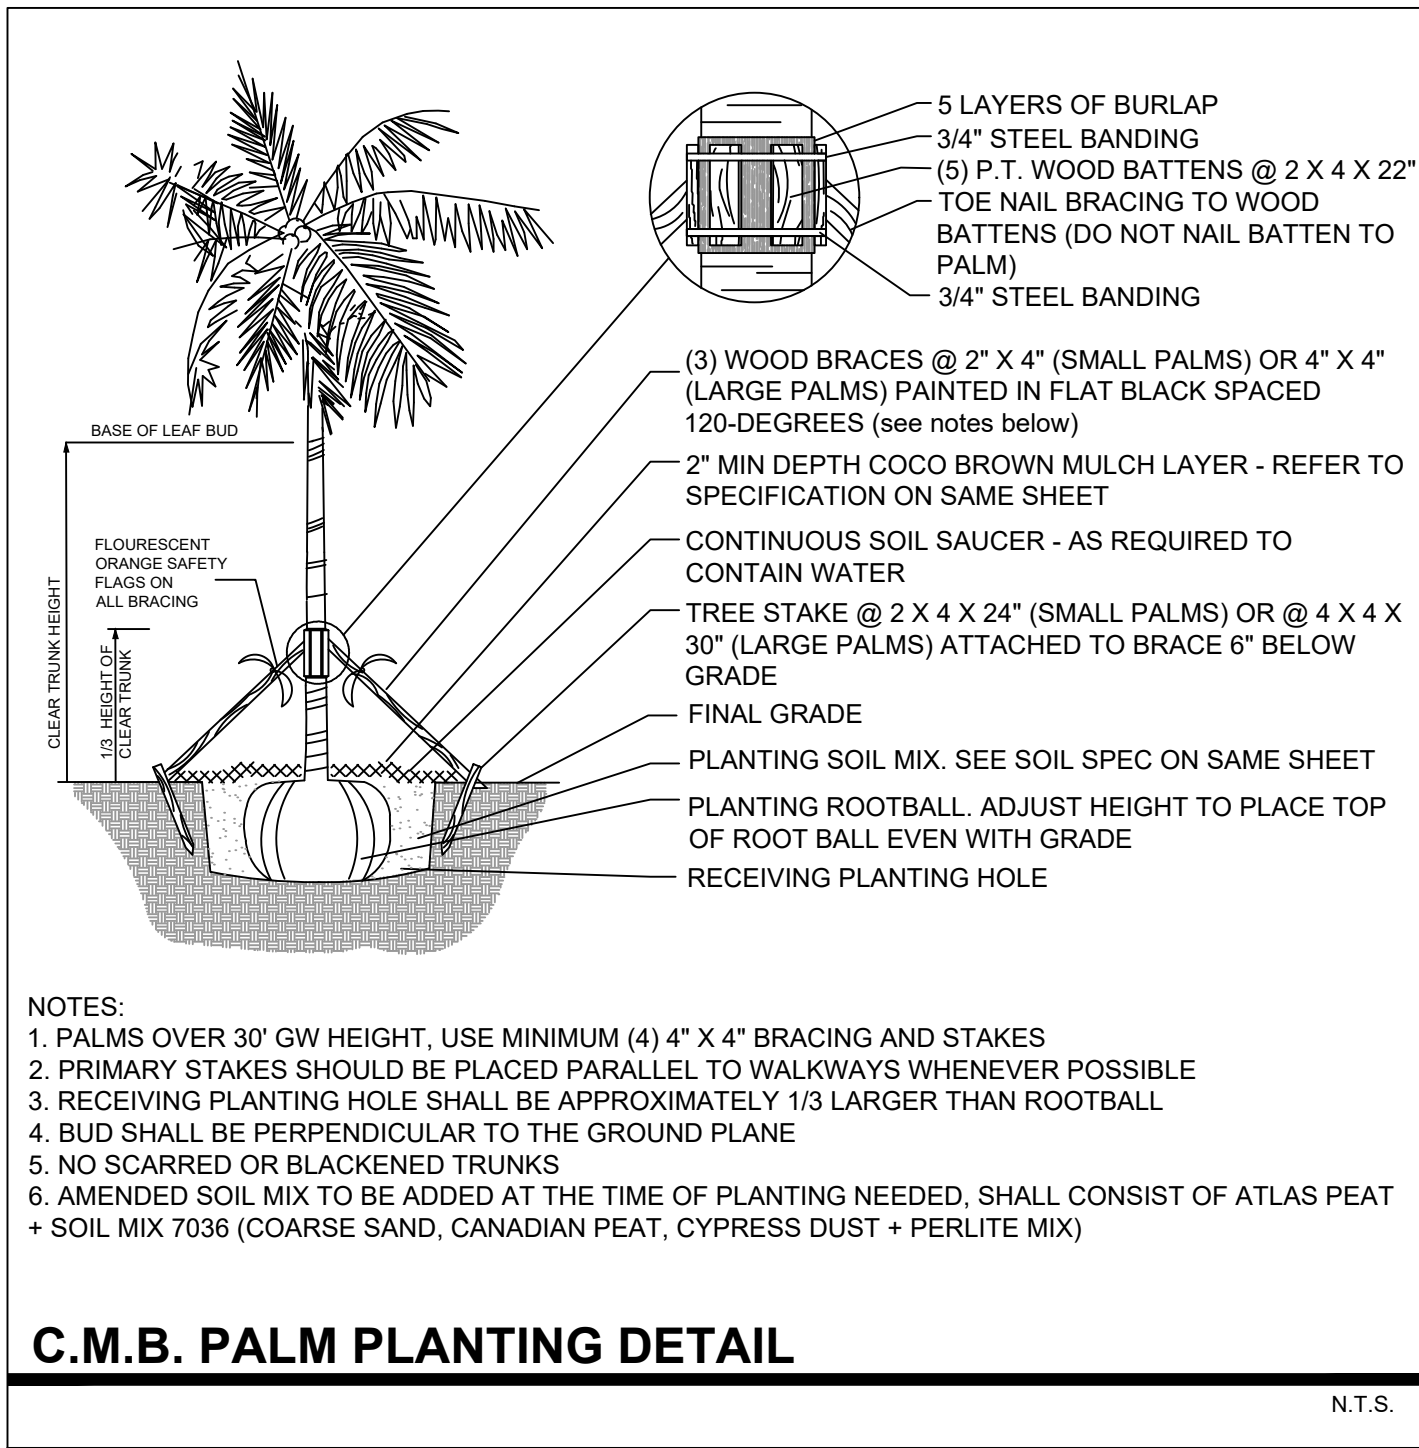 5 LAYERS OF BURLAP
3/4" STEEL BANDING
(5) P.T. WOOD BATTENS @ 2 X 4 X 22"
TOE NAIL BRACING TO WOOD
BATTENS (DO NOT NAIL BATTEN TO
PALM)
3/4" STEEL BANDING
(3) WOOD BRACES @ 2" X 4" (SMALL PALMS) OR 4" X 4"
(LARGE PALMS) PAINTED IN FLAT BLACK SPACED
120-DEGREES (see notes below)
BASE OF LEAF BUD
2" MIN DEPTH COCO BROWN MULCH LAYER - REFER TO
SPECIFICATION ON SAME SHEET
FLOURESCENT
ORANGE SAFETY
FLAGS ON
ALL BRACING
CONTINUOUS SOIL SAUCER - AS REQUIRED TO
CONTAIN WATER
CLEAR TRUNK HEIGHT
1/3 HEIGHT OF
CLEAR TRUNK
TREE STAKE @ 2 X 4 X 24" (SMALL PALMS) OR @ 4 X 4 X
30" (LARGE PALMS) ATTACHED TO BRACE 6" BELOW
GRADE
FINAL GRADE
PLANTING SOIL MIX. SEE SOIL SPEC ON SAME SHEET
PLANTING ROOTBALL. ADJUST HEIGHT TO PLACE TOP
OF ROOT BALL EVEN WITH GRADE
RECEIVING PLANTING HOLE
NOTES:
1. PALMS OVER 30' GW HEIGHT, USE MINIMUM (4) 4" X 4" BRACING AND STAKES
2. PRIMARY STAKES SHOULD BE PLACED PARALLEL TO WALKWAYS WHENEVER POSSIBLE
3. RECEIVING PLANTING HOLE SHALL BE APPROXIMATELY 1/3 LARGER THAN ROOTBALL
4. BUD SHALL BE PERPENDICULAR TO THE GROUND PLANE
5. NO SCARRED OR BLACKENED TRUNKS
6. AMENDED SOIL MIX TO BE ADDED AT THE TIME OF PLANTING NEEDED, SHALL CONSIST OF ATLAS PEAT
+ SOIL MIX 7036 (COARSE SAND, CANADIAN PEAT, CYPRESS DUST + PERLITE MIX)
C.M.B. PALM PLANTING DETAIL
N.T.S.